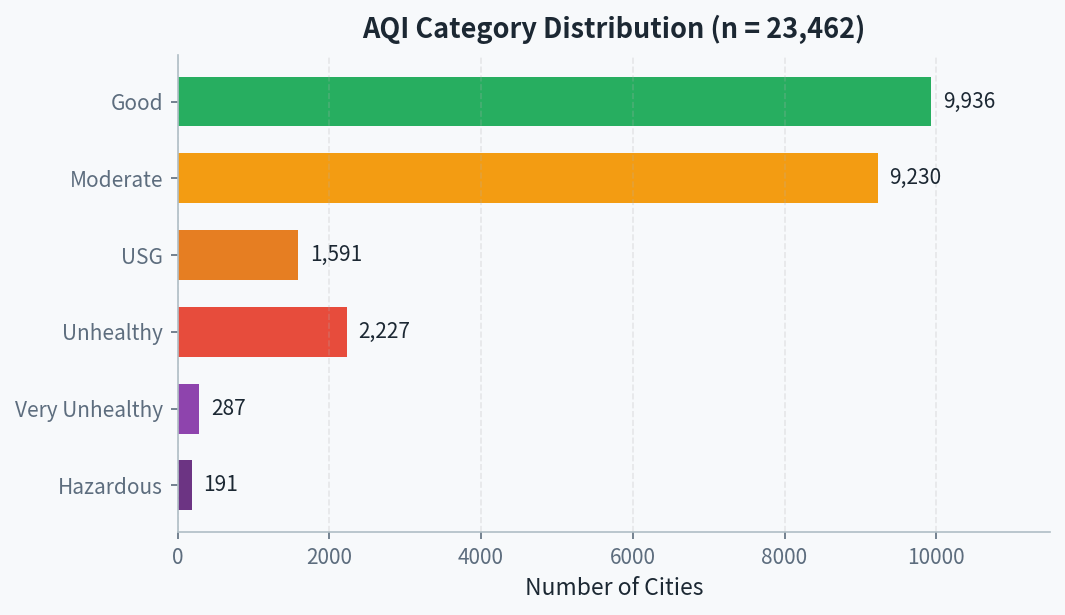 AQI Category Distribution (n = 23,462)
Good 9,936
Moderate 9,230
USG 1,591
Unhealthy 2,227
Very Unhealthy 287
Hazardous 191
0 2000 4000 6000 8000 10000
Number of Cities